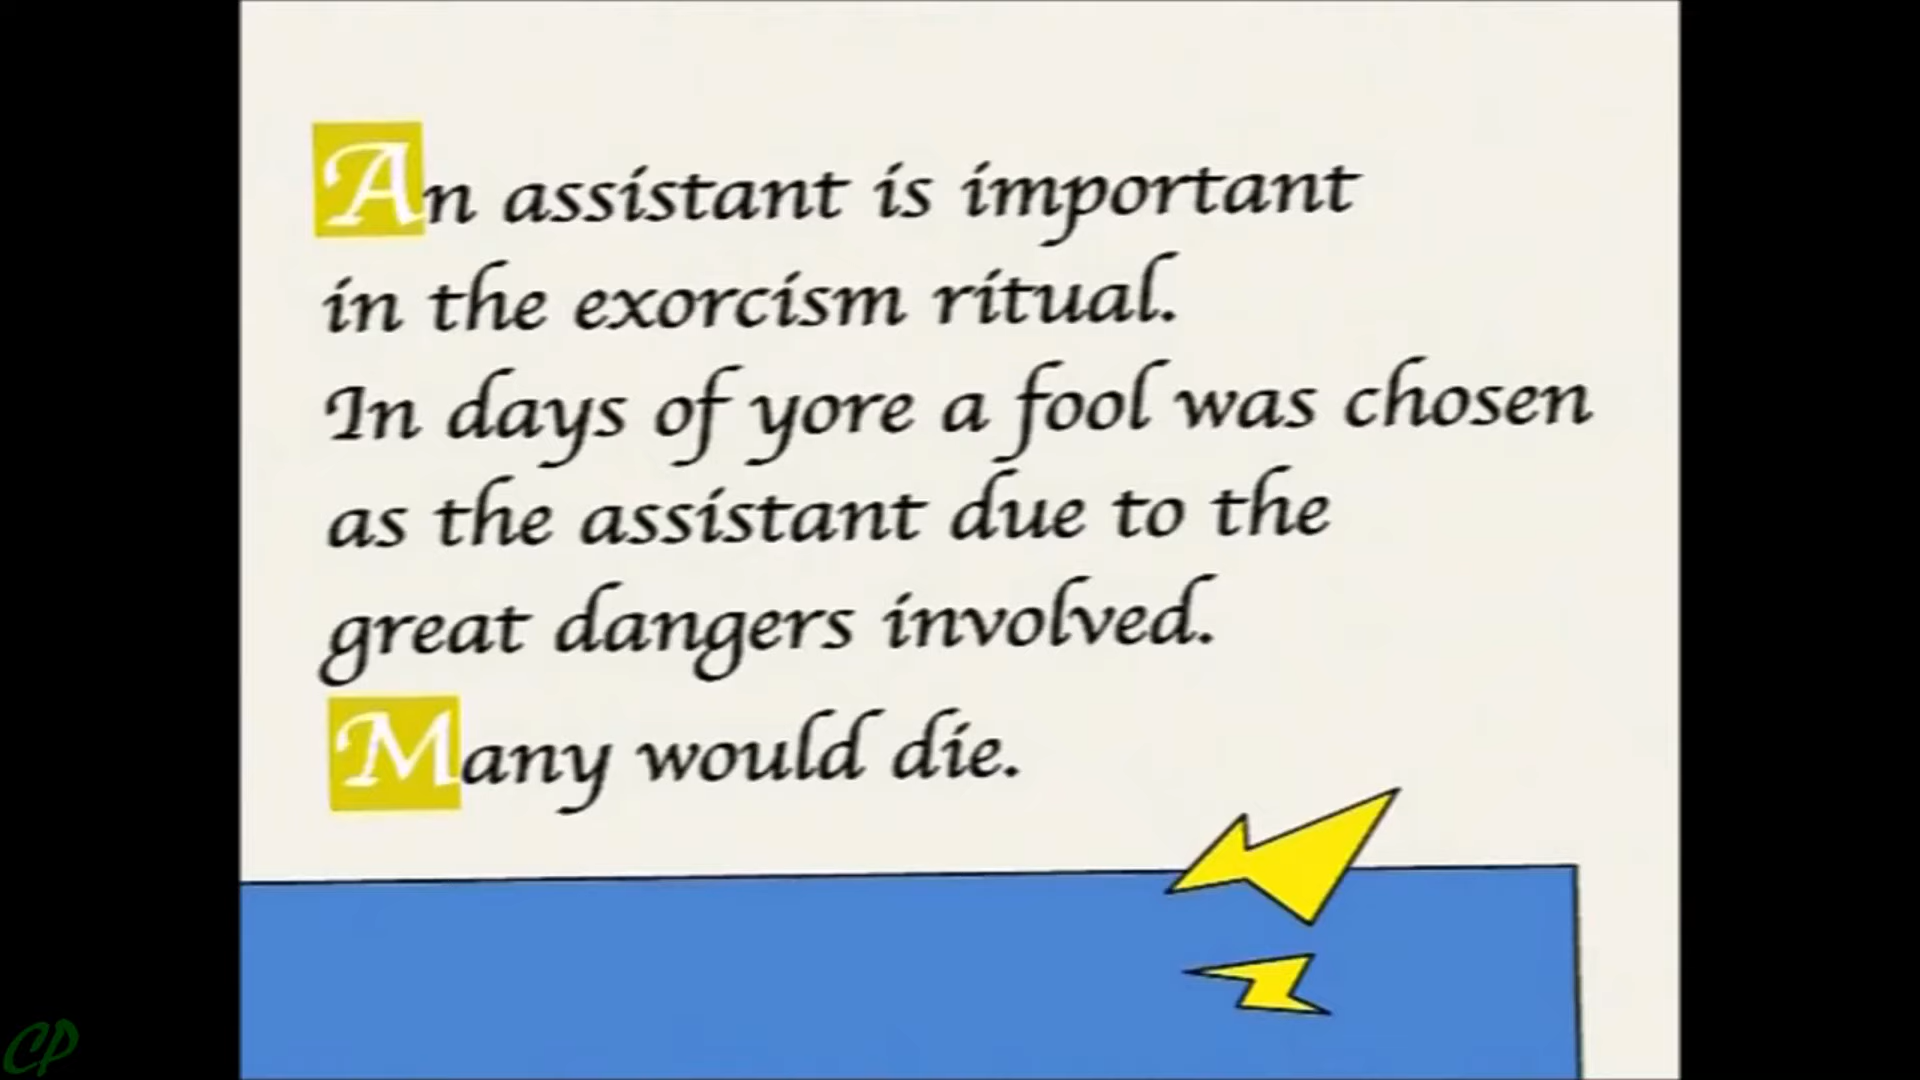 An assistant is important
in the exorcism ritual.
In days of yore a fool was chosen
as the assistant due to the
great dangers involved.
Many would die.
CP